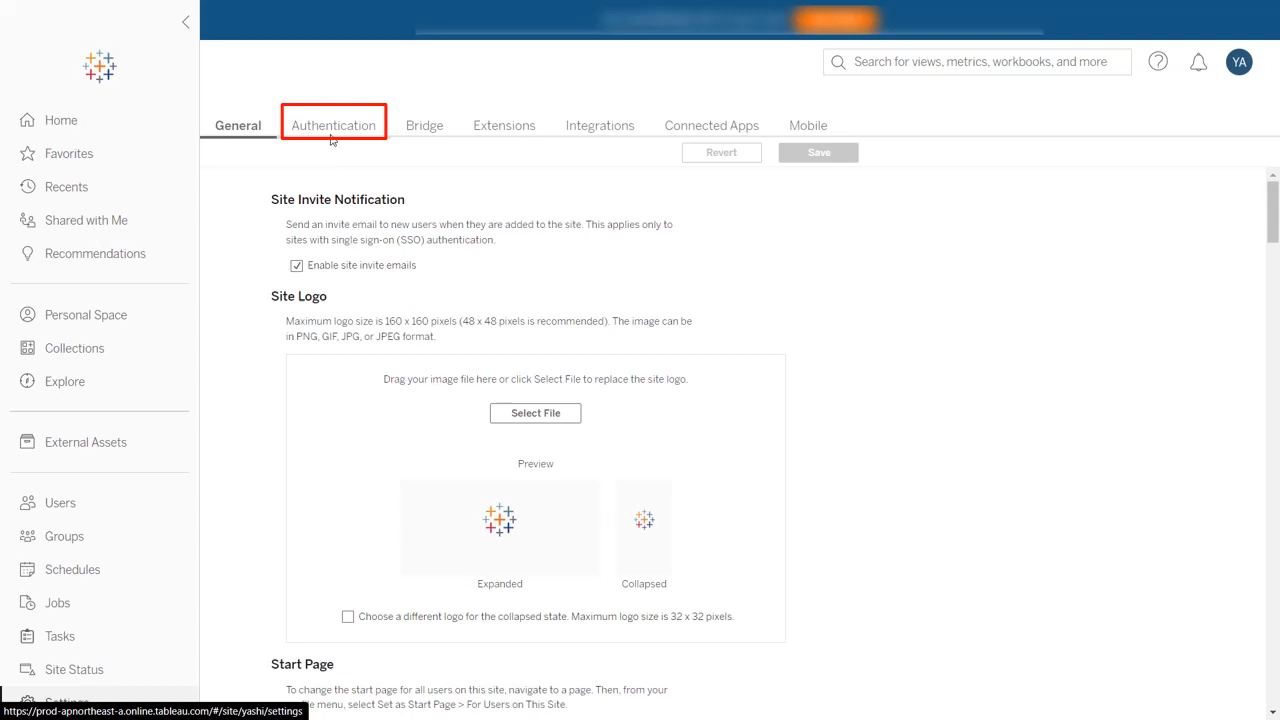 Search for views, metrics, workbooks, and more
YA
Home
Favorites
Recents
Shared with Me
Recommendations
Personal Space
Collections
Explore
External Assets
Users
Groups
Schedules
Jobs
Tasks
Site Status
Settings
General Authentication Bridge Extensions Integrations Connected Apps Mobile
Revert Save
Site Invite Notification
Send an invite email to new users when they are added to the site. This applies only to
sites with single sign-on (SSO) authentication.
Enable site invite emails
Site Logo
Maximum logo size is 160 x 160 pixels (48 x 48 pixels is recommended). The image can be
in PNG, GIF, JPG, or JPEG format.
Drag your image file here or click Select File to replace the site logo.
Select File
Preview
Expanded Collapsed
Choose a different logo for the collapsed state. Maximum logo size is 32 x 32 pixels.
Start Page
To change the start page for all users on this site, navigate to a page. Then, from your
menu, select Set as Start Page > For Users on This Site.
https://prod-apnortheast-a.online.tableau.com/#/site/yashi/settings